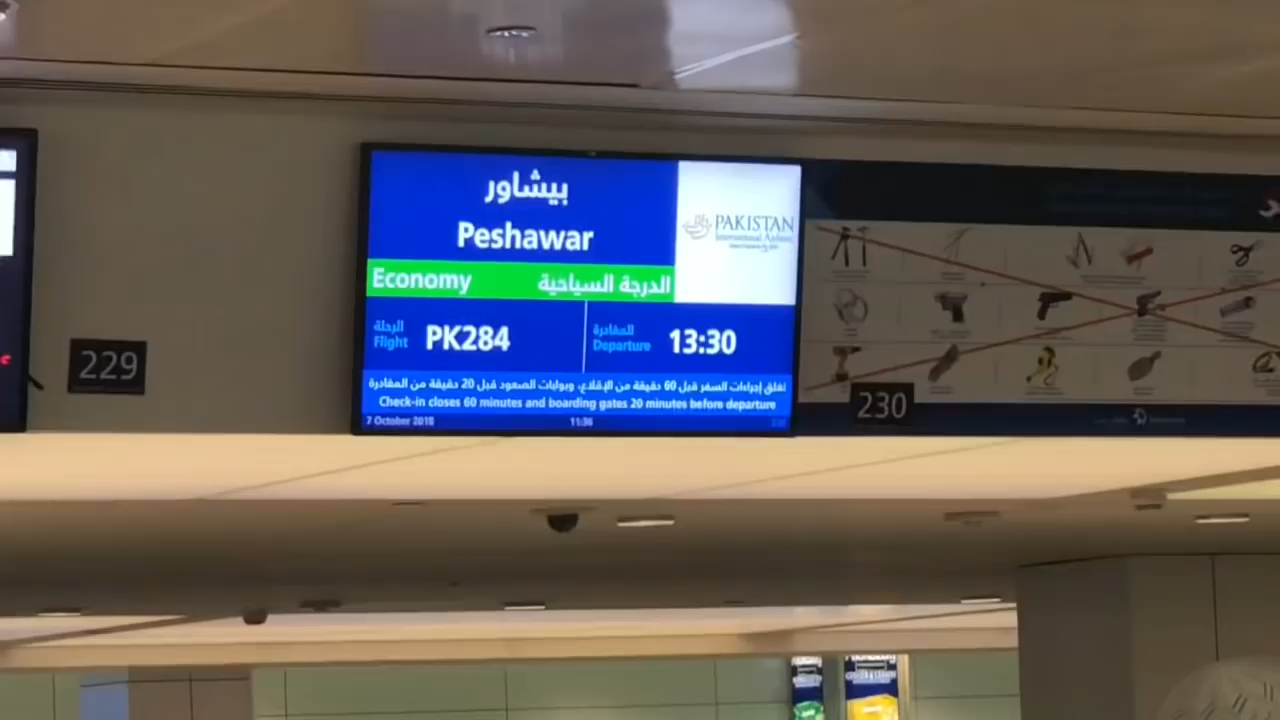 بيشاور
Peshawar
PAKISTAN
International Airlines
Economy
الدرجة السياحية
الرحلة
Flight
PK284
المغادرة
Departure
13:30
تغلق إجراءات السفر قبل 60 دقيقة من الإقلاع، وبوابات الصعود قبل 20 دقيقة من المغادرة
Check-in closes 60 minutes and boarding gates 20 minutes before departure
7 October 2018
11:36
229
230